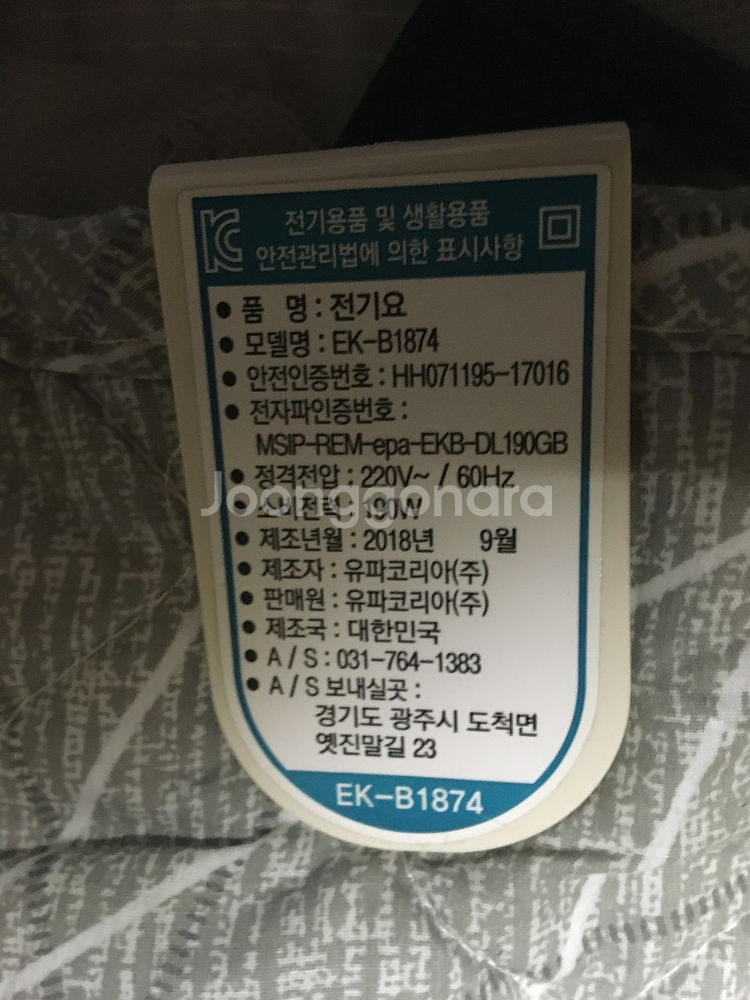 전기용품 및 생활용품
안전관리법에 의한 표시사항
• 품 명 : 전기요
• 모델명 : EK-B1874
• 안전인증번호 : HH071195-17016
• 전자파인증번호 :
MSIP-REM-epa-EKB-DL190GB
• 정격전압 : 220V~ / 60Hz
Joonggonara
• 소비전력 : 190W
• 제조년월 : 2018년 9월
• 제조자 : 유파코리아(주)
• 판매원 : 유파코리아(주)
• 제조국 : 대한민국
• A / S : 031-764-1383
• A / S 보내실곳 :
경기도 광주시 도척면
옛진말길 23
EK-B1874